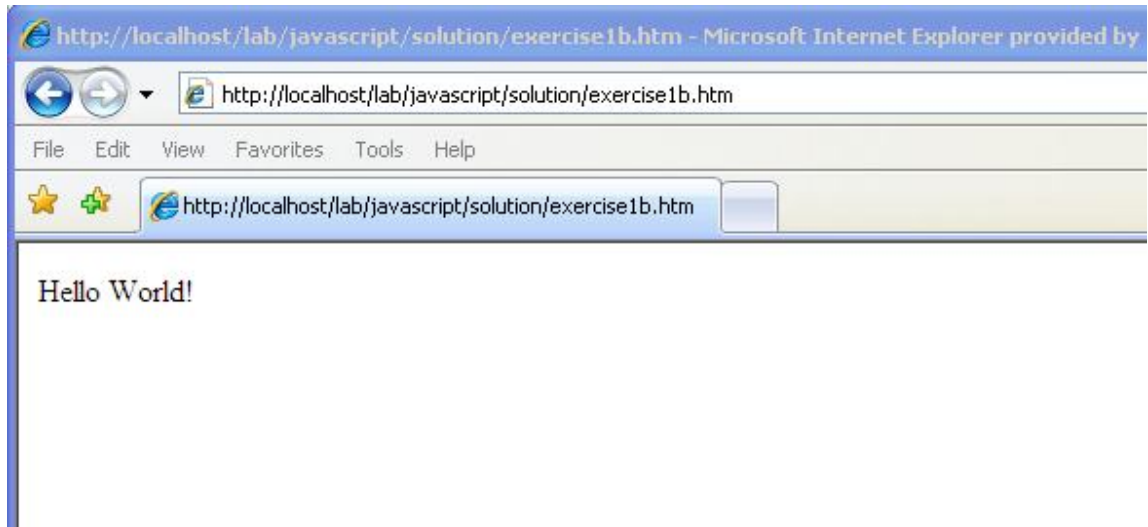 http://localhost/lab/javascript/solution/exercise1b.htm - Microsoft Internet Explorer provided by
http://localhost/lab/javascript/solution/exercise1b.htm
File Edit View Favorites Tools Help
http://localhost/lab/javascript/solution/exercise1b.htm
Hello World!